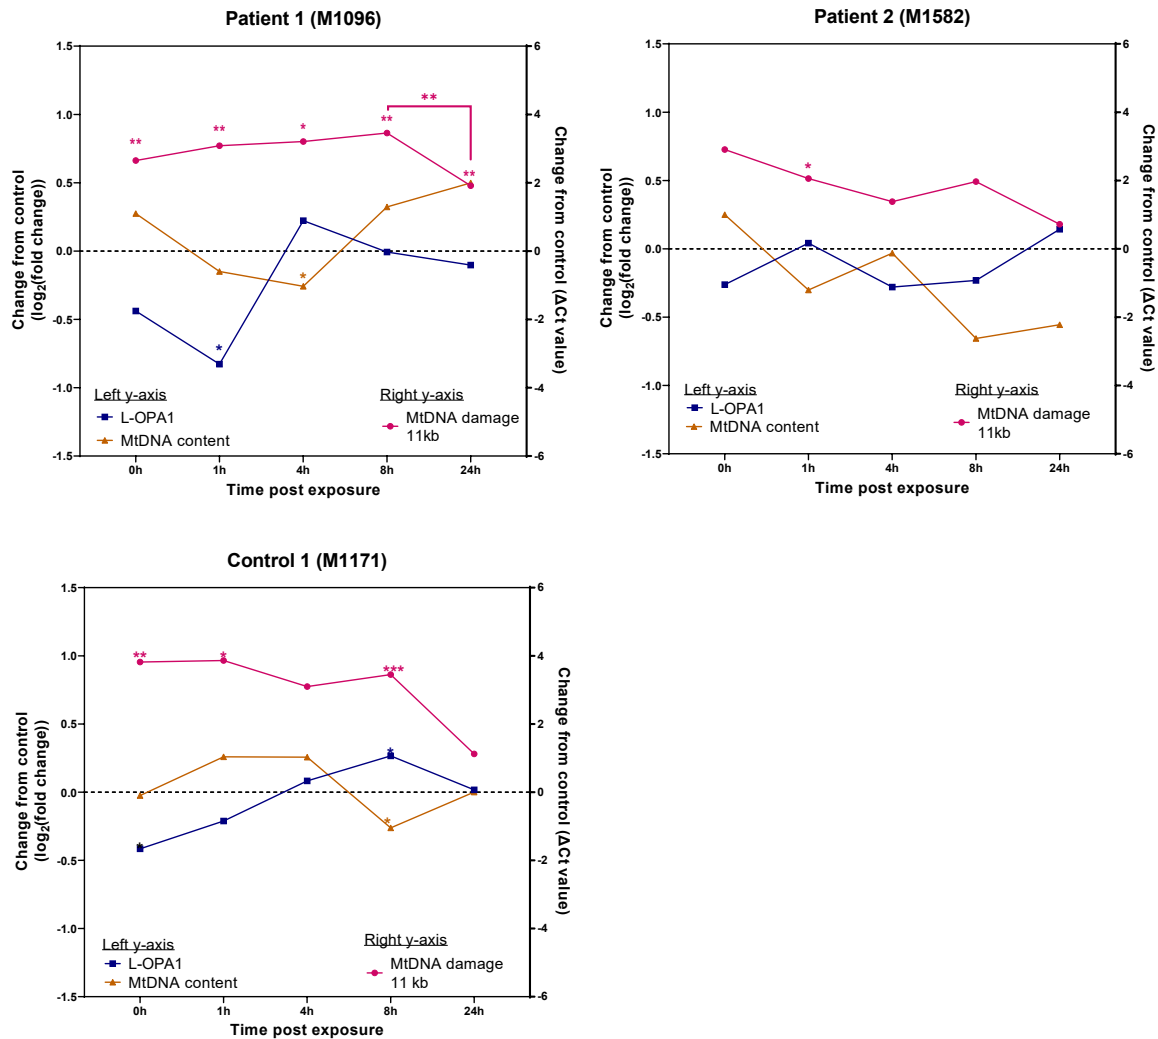 Patient 1 (M1096)
1.5
1.0
0.5
0.0
-0.5
-1.0
-1.5
6
4
2
0
-2
-4
-6
Change from control
(log2(fold change))
Change from control (ΔCt value)
**
**
*
**
**
**
*
*
Left y-axis
L-OPA1
MtDNA content
Right y-axis
MtDNA damage
11kb
0h
1h
4h
8h
24h
Time post exposure
Patient 2 (M1582)
1.5
1.0
0.5
0.0
-0.5
-1.0
-1.5
6
4
2
0
-2
-4
-6
Change from control
(log2(fold change))
Change from control (ΔCt value)
*
Left y-axis
L-OPA1
MtDNA content
Right y-axis
MtDNA damage
11kb
0h
1h
4h
8h
24h
Time post exposure
Control 1 (M1171)
1.5
1.0
0.5
0.0
-0.5
-1.0
-1.5
6
4
2
0
-2
-4
-6
Change from control
(log2(fold change))
Change from control (ΔCt value)
**
*
***
*
*
*
Left y-axis
L-OPA1
MtDNA content
Right y-axis
MtDNA damage
11 kb
0h
1h
4h
8h
24h
Time post exposure